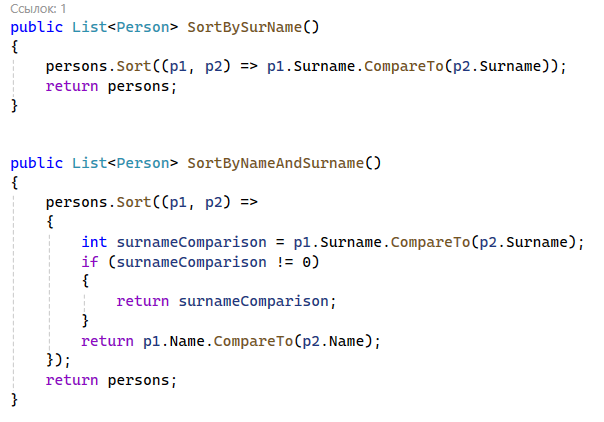 Ссылок: 1
public List<Person> SortBySurName()
{
    persons.Sort((p1, p2) => p1.Surname.CompareTo(p2.Surname));
    return persons;
}
public List<Person> SortByNameAndSurname()
{
    persons.Sort((p1, p2) =>
    {
        int surnameComparison = p1.Surname.CompareTo(p2.Surname);
        if (surnameComparison != 0)
        {
            return surnameComparison;
        }
        return p1.Name.CompareTo(p2.Name);
    });
    return persons;
}